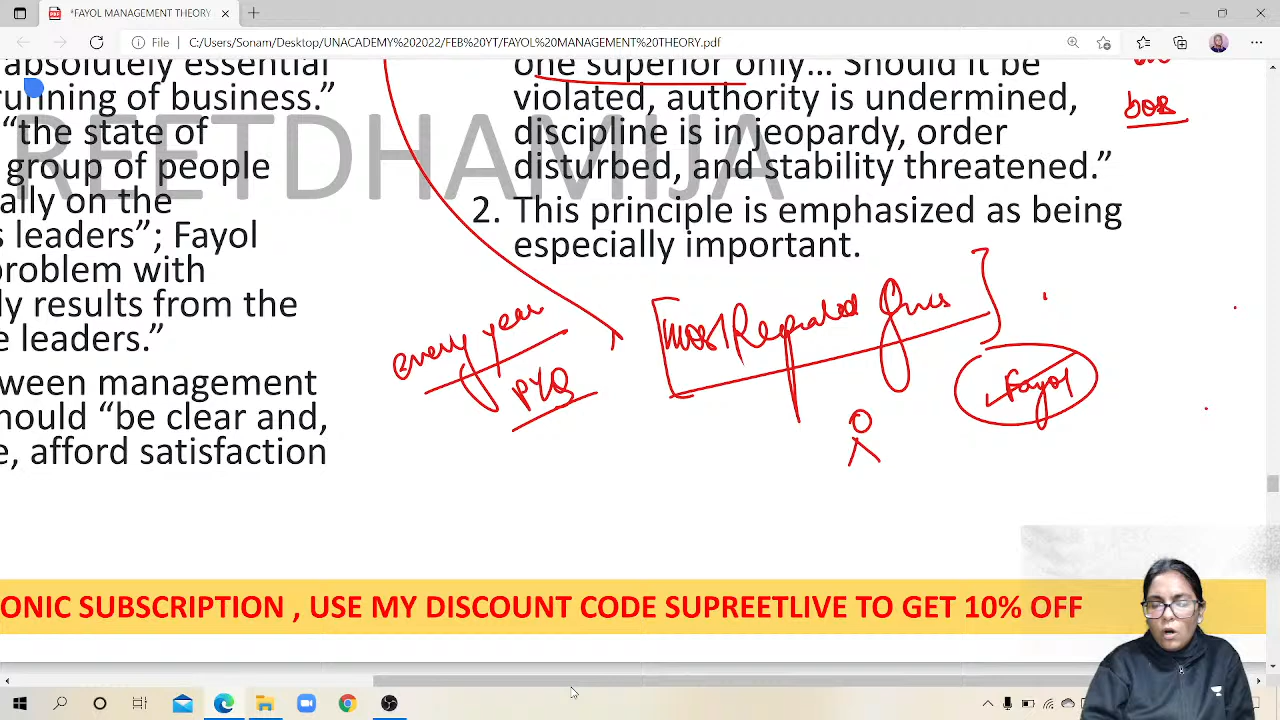 *FAYOL MANAGEMENT THEORY
File
C:/Users/Sonam/Desktop/UNACADEMY%202022/FEB%20YT/FAYOL%20MANAGEMENT%20THEORY.pdf
absolutely essential
running of business.”
“the state of
group of people
ally on the
s leaders”; Fayol
problem with
ly results from the
e leaders.”
ween management
should “be clear and,
e, afford satisfaction
one superior only… Should it be
violated, authority is undermined,
discipline is in jeopardy, order
disturbed, and stability threatened.”
2. This principle is emphasized as being
especially important.
REETDHAMIJA
every year
PYQ
[most Repeated Ques]
Fayol
ONIC SUBSCRIPTION , USE MY DISCOUNT CODE SUPREETLIVE TO GET 10% OFF